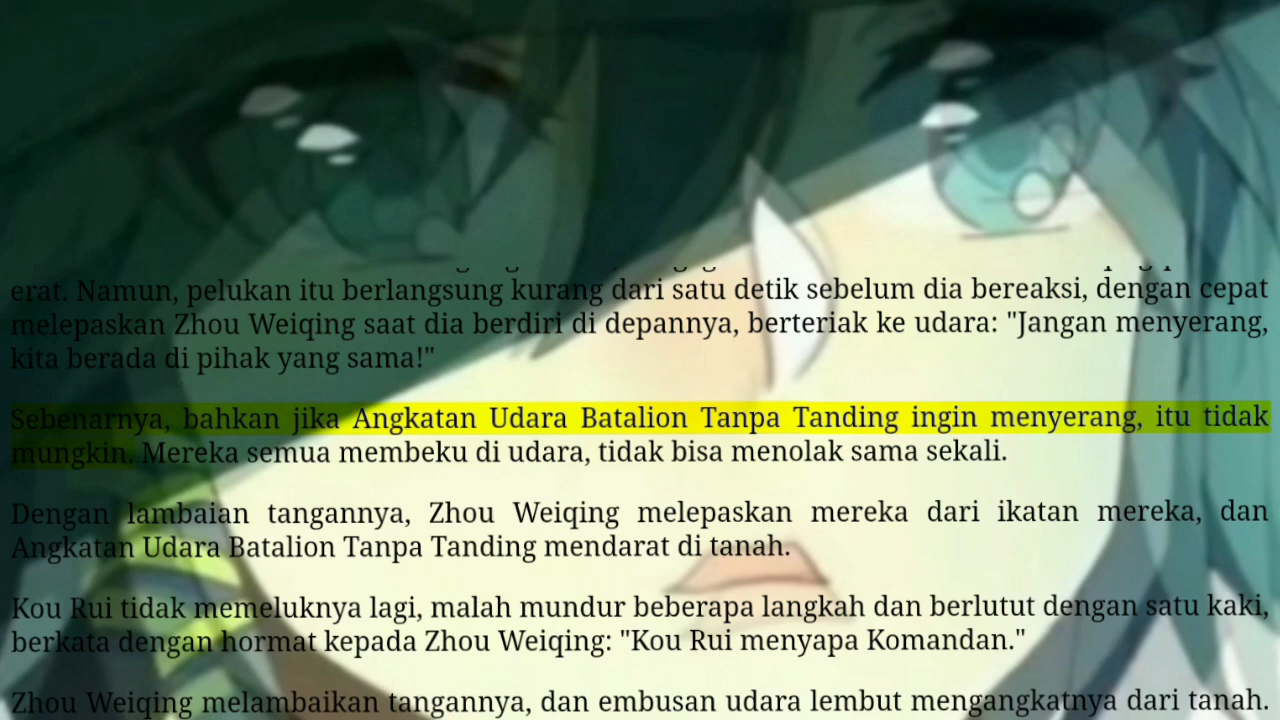 erat. Namun, pelukan itu berlangsung kurang dari satu detik sebelum dia bereaksi, dengan cepat
melepaskan Zhou Weiqing saat dia berdiri di depannya, berteriak ke udara: "Jangan menyerang,
kita berada di pihak yang sama!"
Sebenarnya, bahkan jika Angkatan Udara Batalion Tanpa Tanding ingin menyerang, itu tidak
mungkin. Mereka semua membeku di udara, tidak bisa menolak sama sekali.
Dengan lambaian tangannya, Zhou Weiqing melepaskan mereka dari ikatan mereka, dan
Angkatan Udara Batalion Tanpa Tanding mendarat di tanah.
Kou Rui tidak memeluknya lagi, malah mundur beberapa langkah dan berlutut dengan satu kaki,
berkata dengan hormat kepada Zhou Weiqing: "Kou Rui menyapa Komandan."
Zhou Weiqing melambaikan tangannya, dan embusan udara lembut mengangkatnya dari tanah.